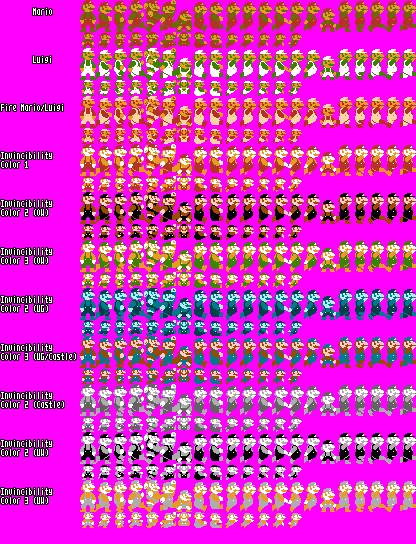 Mario
Luigi
Fire Mario/Luigi
Invincibility
Color 1
Invincibility
Color 2 (OW)
Invincibility
Color 3 (OW)
Invincibility
Color 2 (UG)
Invincibility
Color 3 (UG/Castle)
Invincibility
Color 2 (Castle)
Invincibility
Color 2 (UW)
Invincibility
Color 3 (UW)